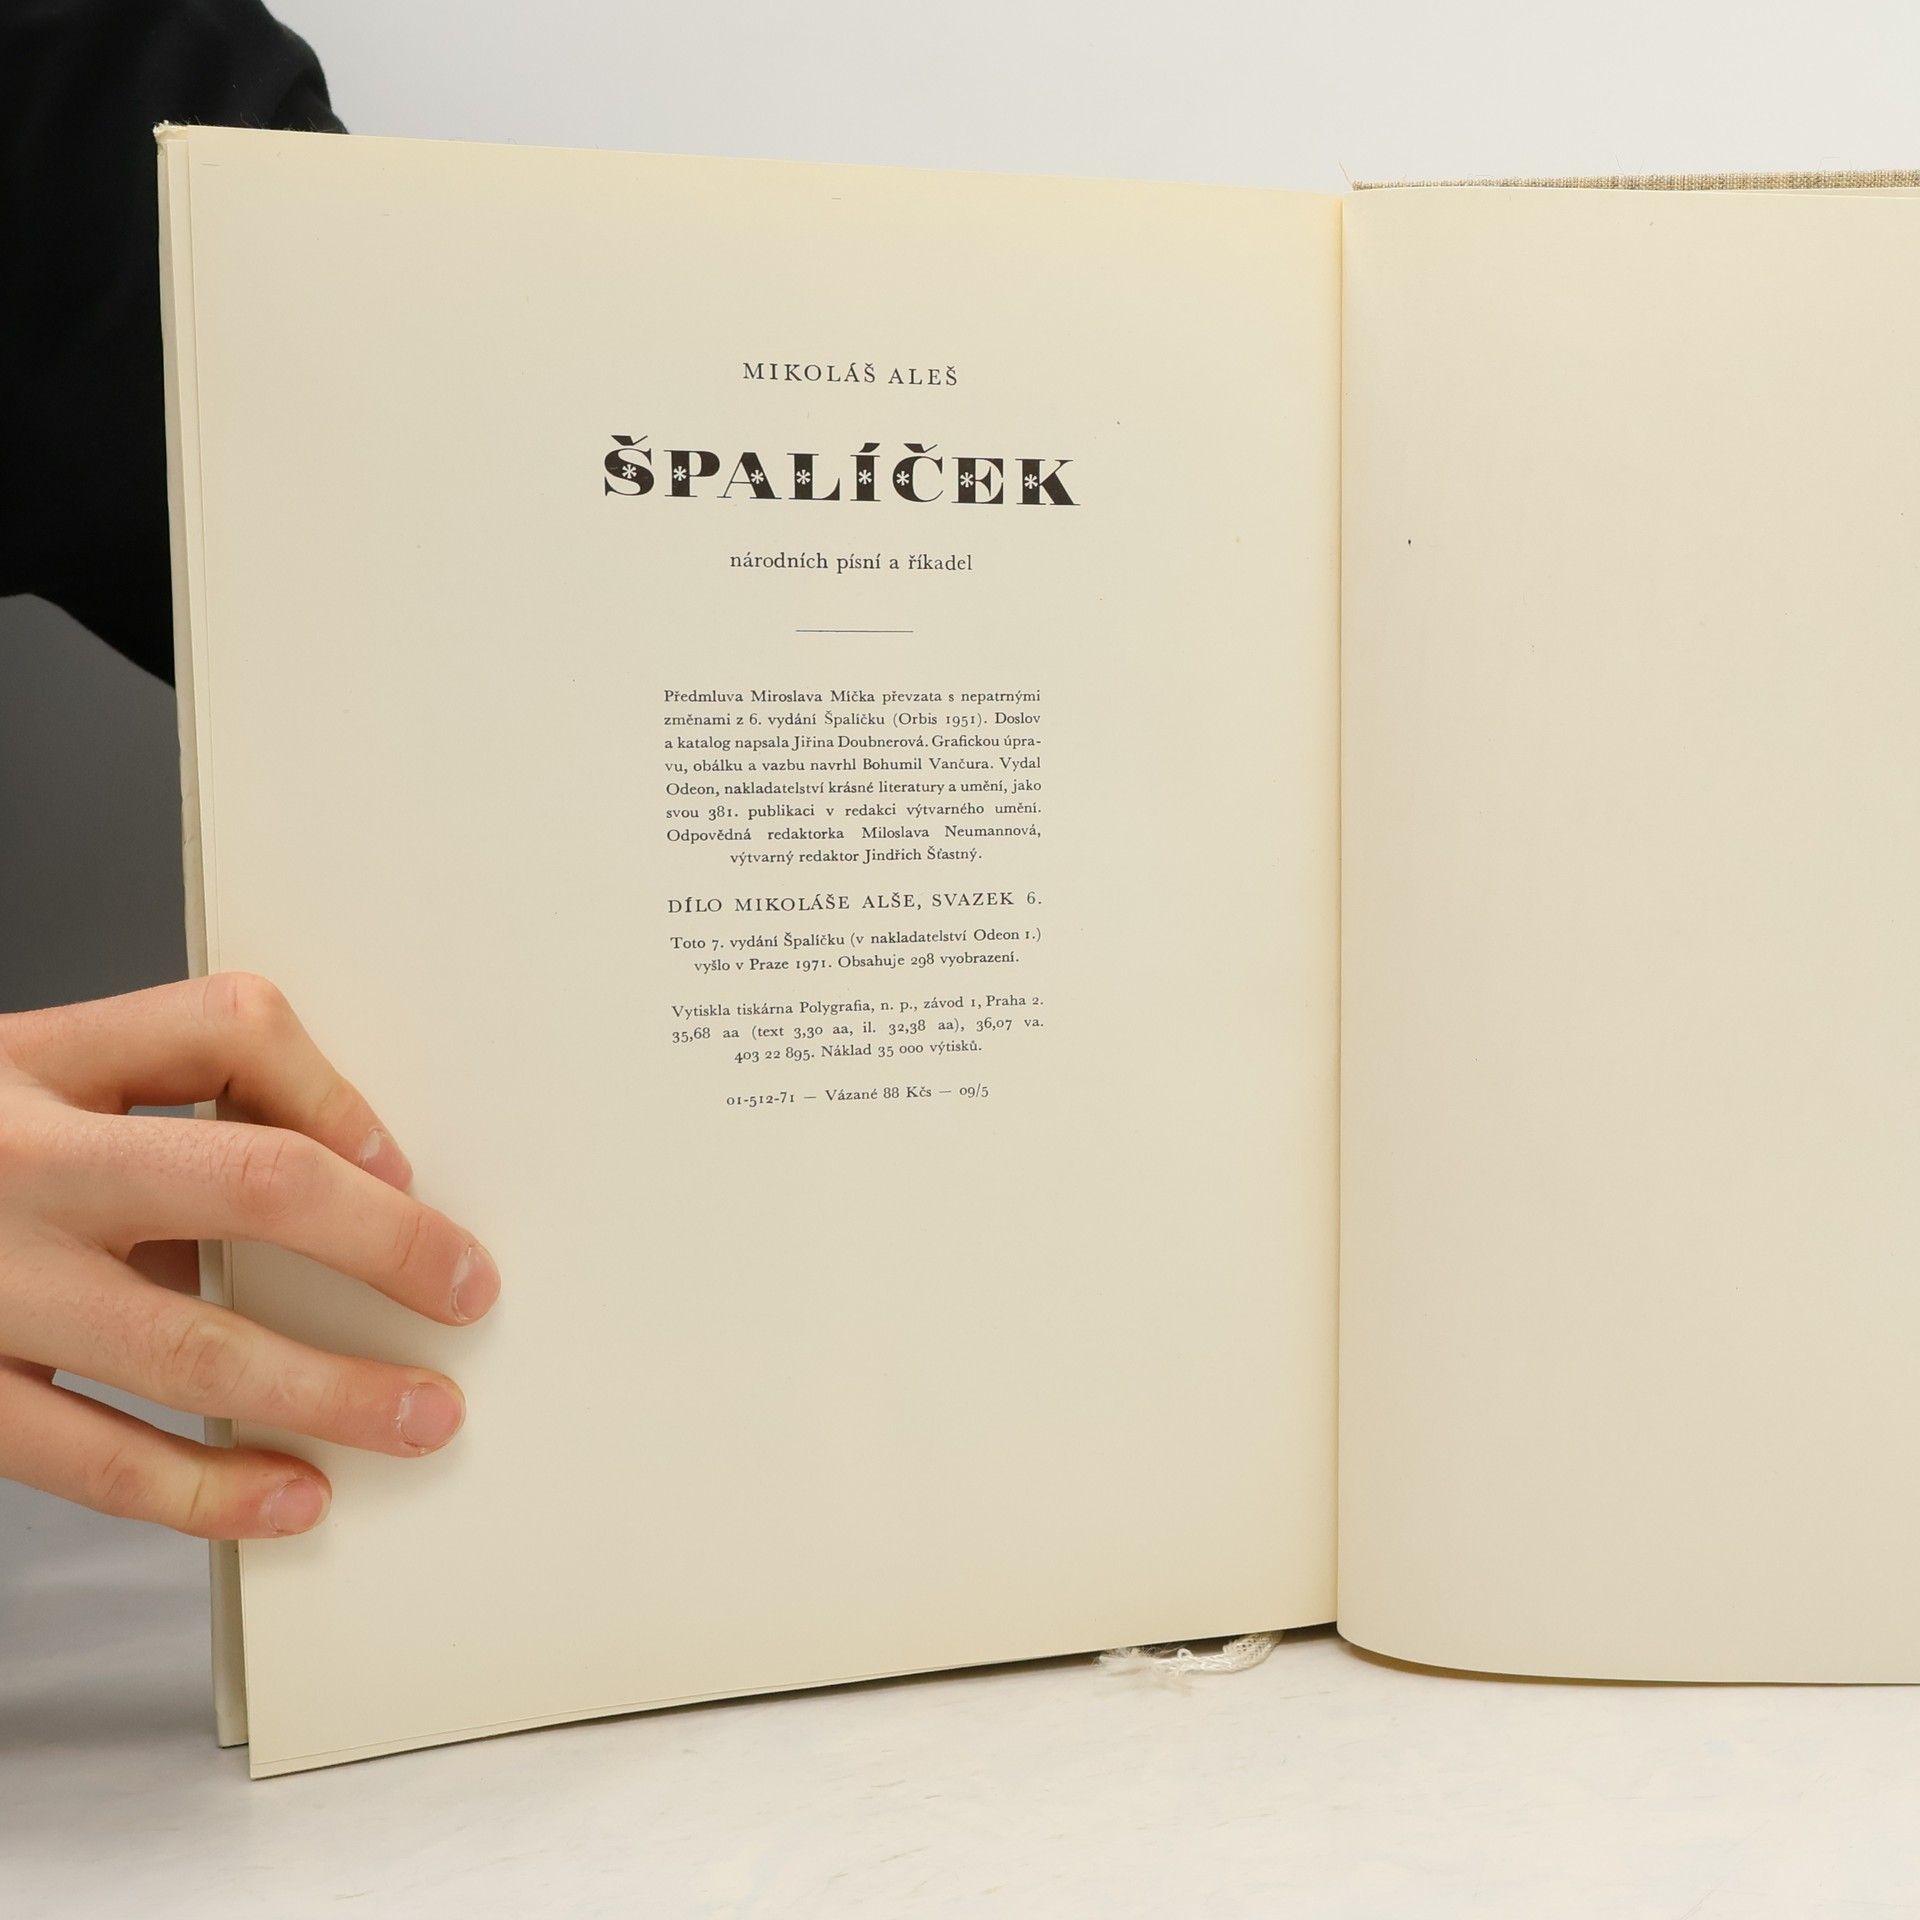 MIKOLÁŠ ALEŠ
ŠPALÍČEK
národních písní a říkadel
Předmluva Miroslava Míčka převzata s nepatrnými
změnami z 6. vydání Špalíčku (Orbis 1951). Doslov
a katalog napsala Jiřina Doubnerová. Grafickou úpra-
vu, obálku a vazbu navrhl Bohumil Vančura. Vydal
Odeon, nakladatelství krásné literatury a umění, jako
svou 381. publikaci v redakci výtvarného umění.
Odpovědná redaktorka Miloslava Neumannová,
výtvarný redaktor Jindřich Šťastný.
DÍLO MIKOLÁŠE ALŠE, SVAZEK 6.
Toto 7. vydání Špalíčku (v nakladatelství Odeon 1.)
vyšlo v Praze 1971. Obsahuje 298 vyobrazení.
Vytiskla tiskárna Polygrafia, n. p., závod 1, Praha 2.
35,68 aa (text 3,30 aa, il. 32,38 aa), 36,07 va.
403 22 895. Náklad 35 000 výtisků.
01-512-71 — Vázané 88 Kčs — 09/5